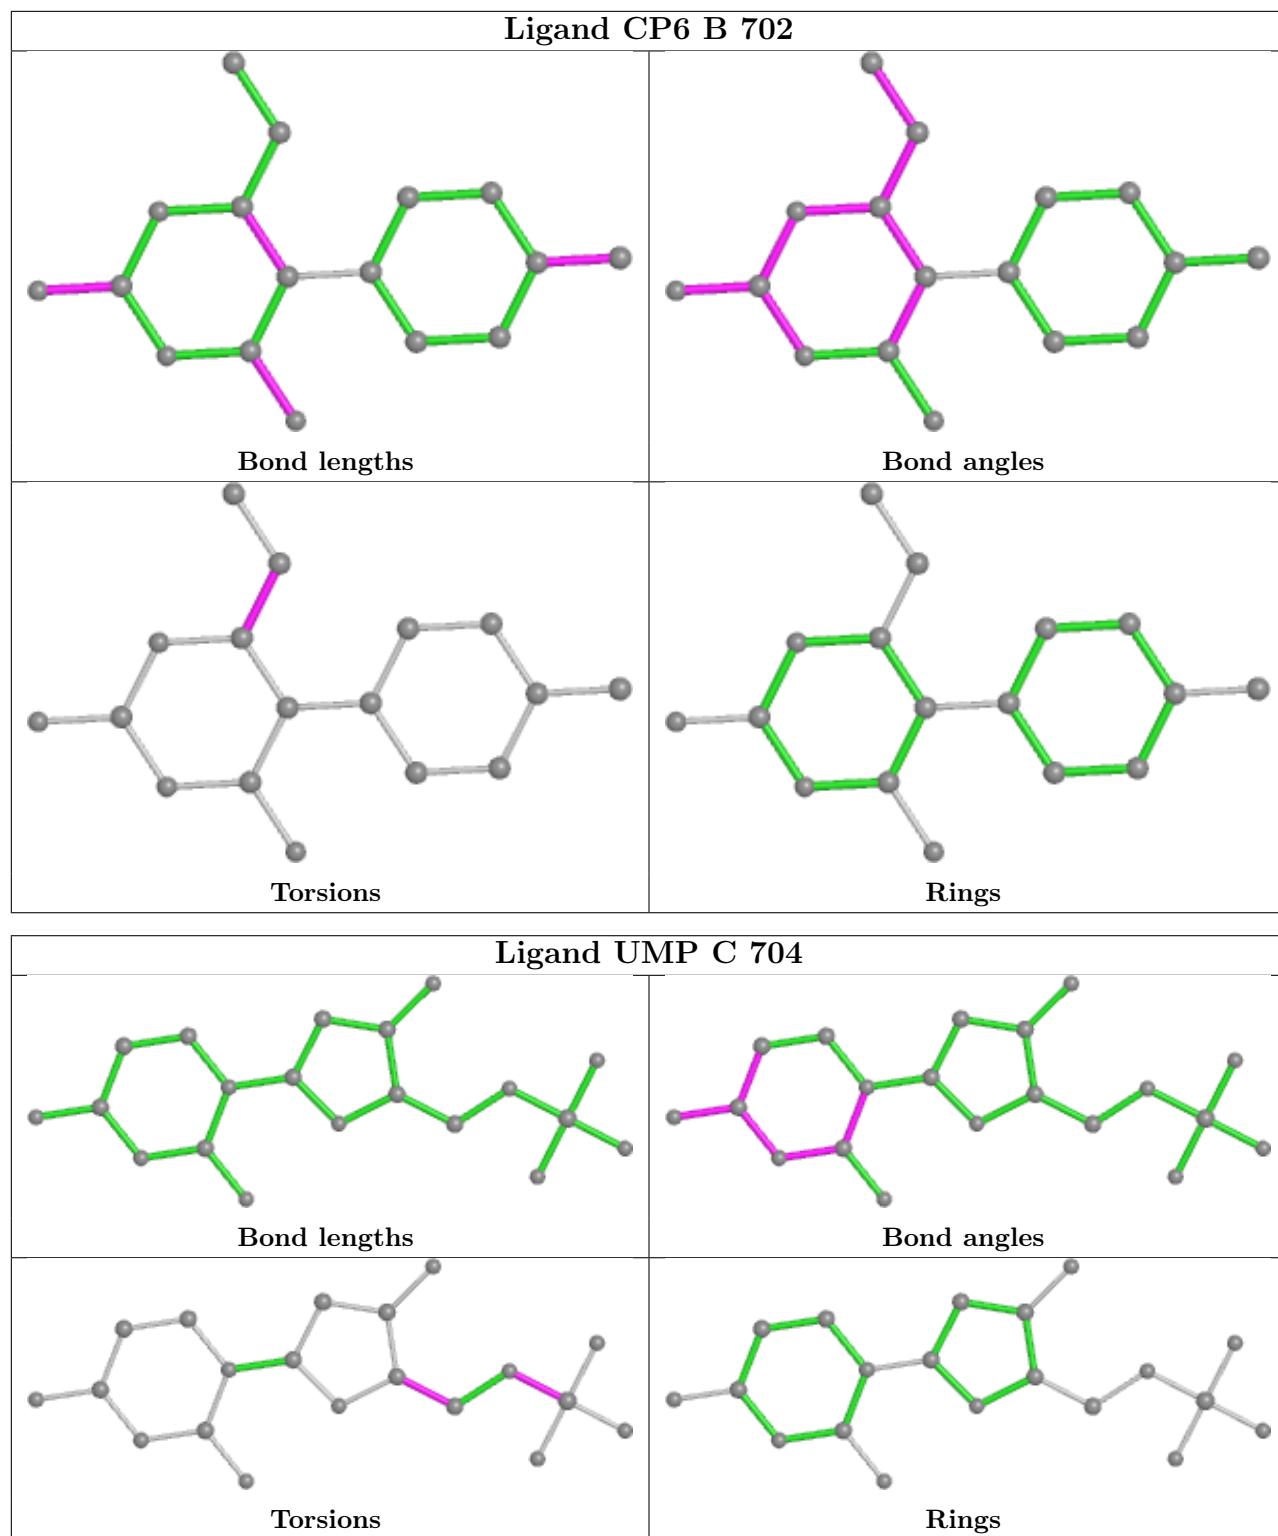 Ligand CP6 B 702
Bond lengths
Bond angles
Torsions
Rings
Ligand UMP C 704
Bond lengths
Bond angles
Torsions
Rings